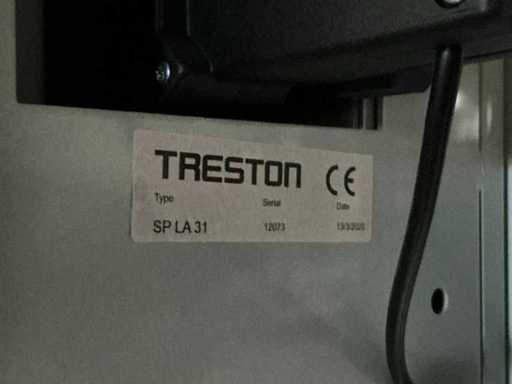 TRESTON CE
Type Serial Date
SP LA 31 12073 13/3/2020